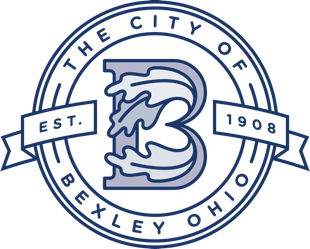 THE CITY OF
EST.
B
1908
BEXLEY OHIO